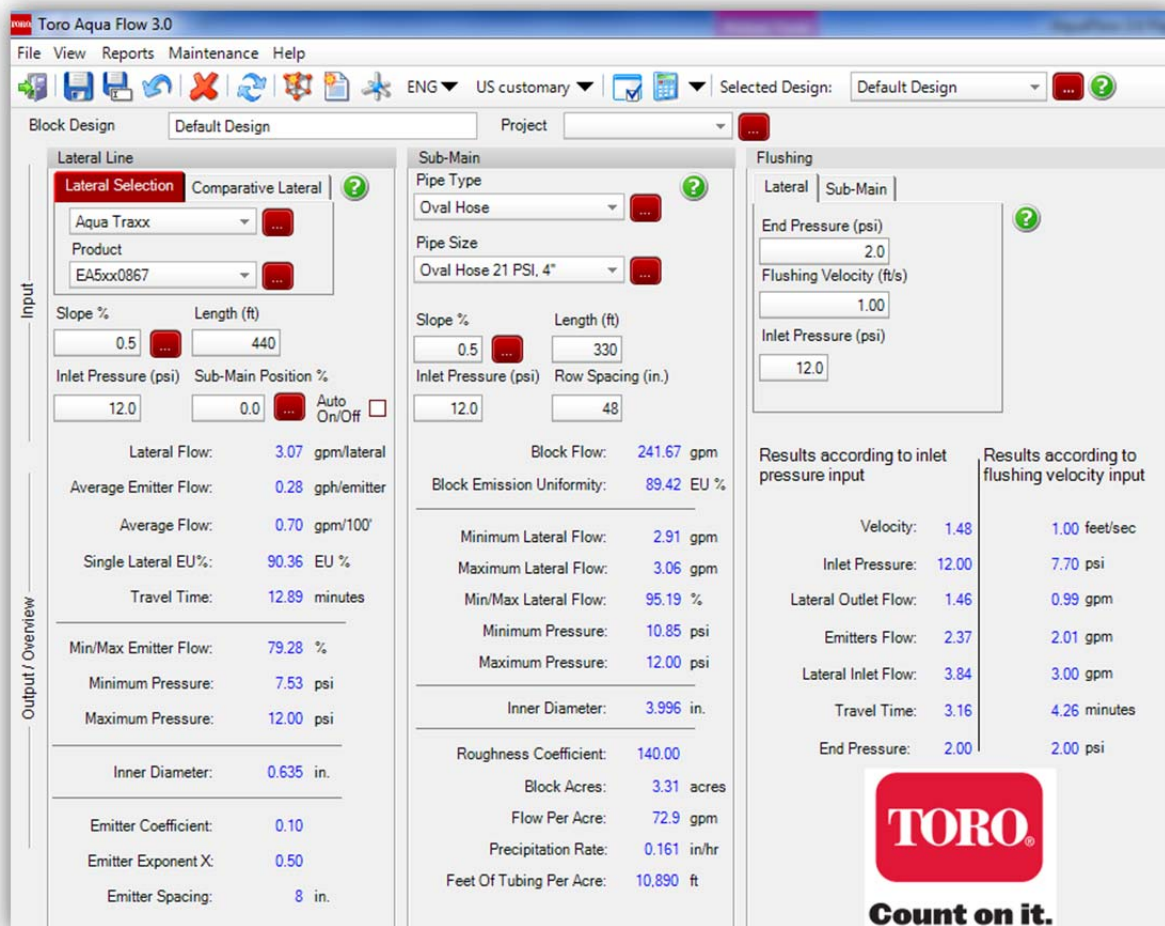 TORO Toro Aqua Flow 3.0
File View Reports Maintenance Help
ENG US customary Selected Design: Default Design ...
Block Design Default Design Project ...
Input
Output / Overview
Lateral Line
Lateral Selection Comparative Lateral
Aqua Traxx ...
Product
EA5xx0867 ...
Slope % Length (ft)
0.5 ... 440
Inlet Pressure (psi) Sub-Main Position %
12.0 0.0 ... Auto On/Off
Lateral Flow: 3.07 gpm/lateral
Average Emitter Flow: 0.28 gph/emitter
Average Flow: 0.70 gpm/100'
Single Lateral EU%: 90.36 EU %
Travel Time: 12.89 minutes
Min/Max Emitter Flow: 79.28 %
Minimum Pressure: 7.53 psi
Maximum Pressure: 12.00 psi
Inner Diameter: 0.635 in.
Emitter Coefficient: 0.10
Emitter Exponent X: 0.50
Emitter Spacing: 8 in.
Sub-Main
Pipe Type
Oval Hose ...
Pipe Size
Oval Hose 21 PSI, 4" ...
Slope % Length (ft)
0.5 ... 330
Inlet Pressure (psi) Row Spacing (in.)
12.0 48
Block Flow: 241.67 gpm
Block Emission Uniformity: 89.42 EU %
Minimum Lateral Flow: 2.91 gpm
Maximum Lateral Flow: 3.06 gpm
Min/Max Lateral Flow: 95.19 %
Minimum Pressure: 10.85 psi
Maximum Pressure: 12.00 psi
Inner Diameter: 3.996 in.
Roughness Coefficient: 140.00
Block Acres: 3.31 acres
Flow Per Acre: 72.9 gpm
Precipitation Rate: 0.161 in/hr
Feet Of Tubing Per Acre: 10,890 ft
Flushing
Lateral Sub-Main
End Pressure (psi)
2.0
Flushing Velocity (ft/s)
1.00
Inlet Pressure (psi)
12.0
Results according to inlet
pressure input
Results according to
flushing velocity input
Velocity: 1.48 1.00 feet/sec
Inlet Pressure: 12.00 7.70 psi
Lateral Outlet Flow: 1.46 0.99 gpm
Emitters Flow: 2.37 2.01 gpm
Lateral Inlet Flow: 3.84 3.00 gpm
Travel Time: 3.16 4.26 minutes
End Pressure: 2.00 2.00 psi
TORO®
Count on it.